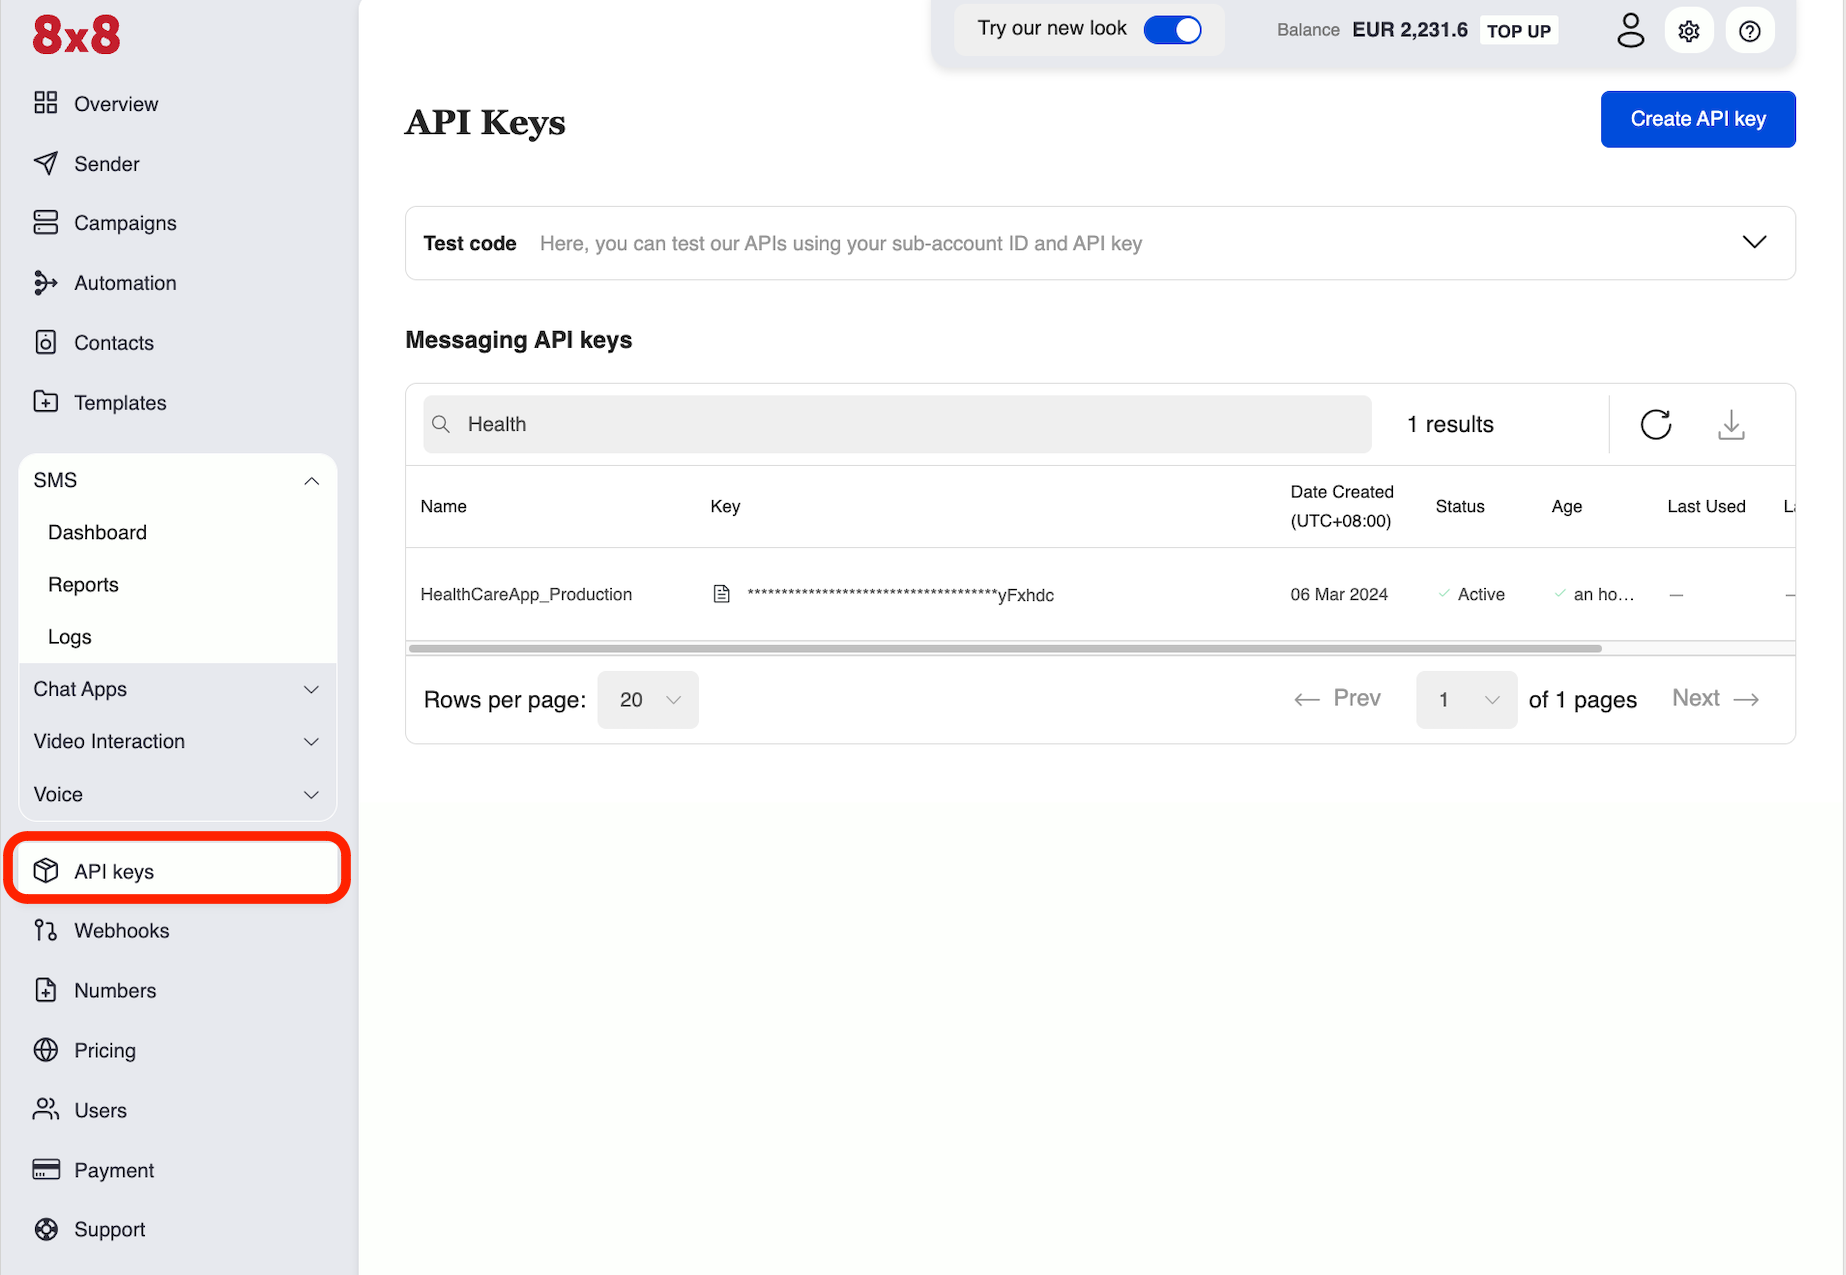 8x8
Overview
Sender
Campaigns
Automation
Contacts
Templates
SMS
Dashboard
Reports
Logs
Chat Apps
Video Interaction
Voice
API keys
Webhooks
Numbers
Pricing
Users
Payment
Support
Try our new look
Balance EUR 2,231.6 TOP UP
API Keys
Create API key
Test code Here, you can test our APIs using your sub-account ID and API key
Messaging API keys
Health
1 results
Name Key Date Created (UTC+08:00) Status Age Last Used
HealthCareApp_Production *************************************yFxhdc 06 Mar 2024 Active an ho... — —
Rows per page: 20
← Prev 1 of 1 pages Next →